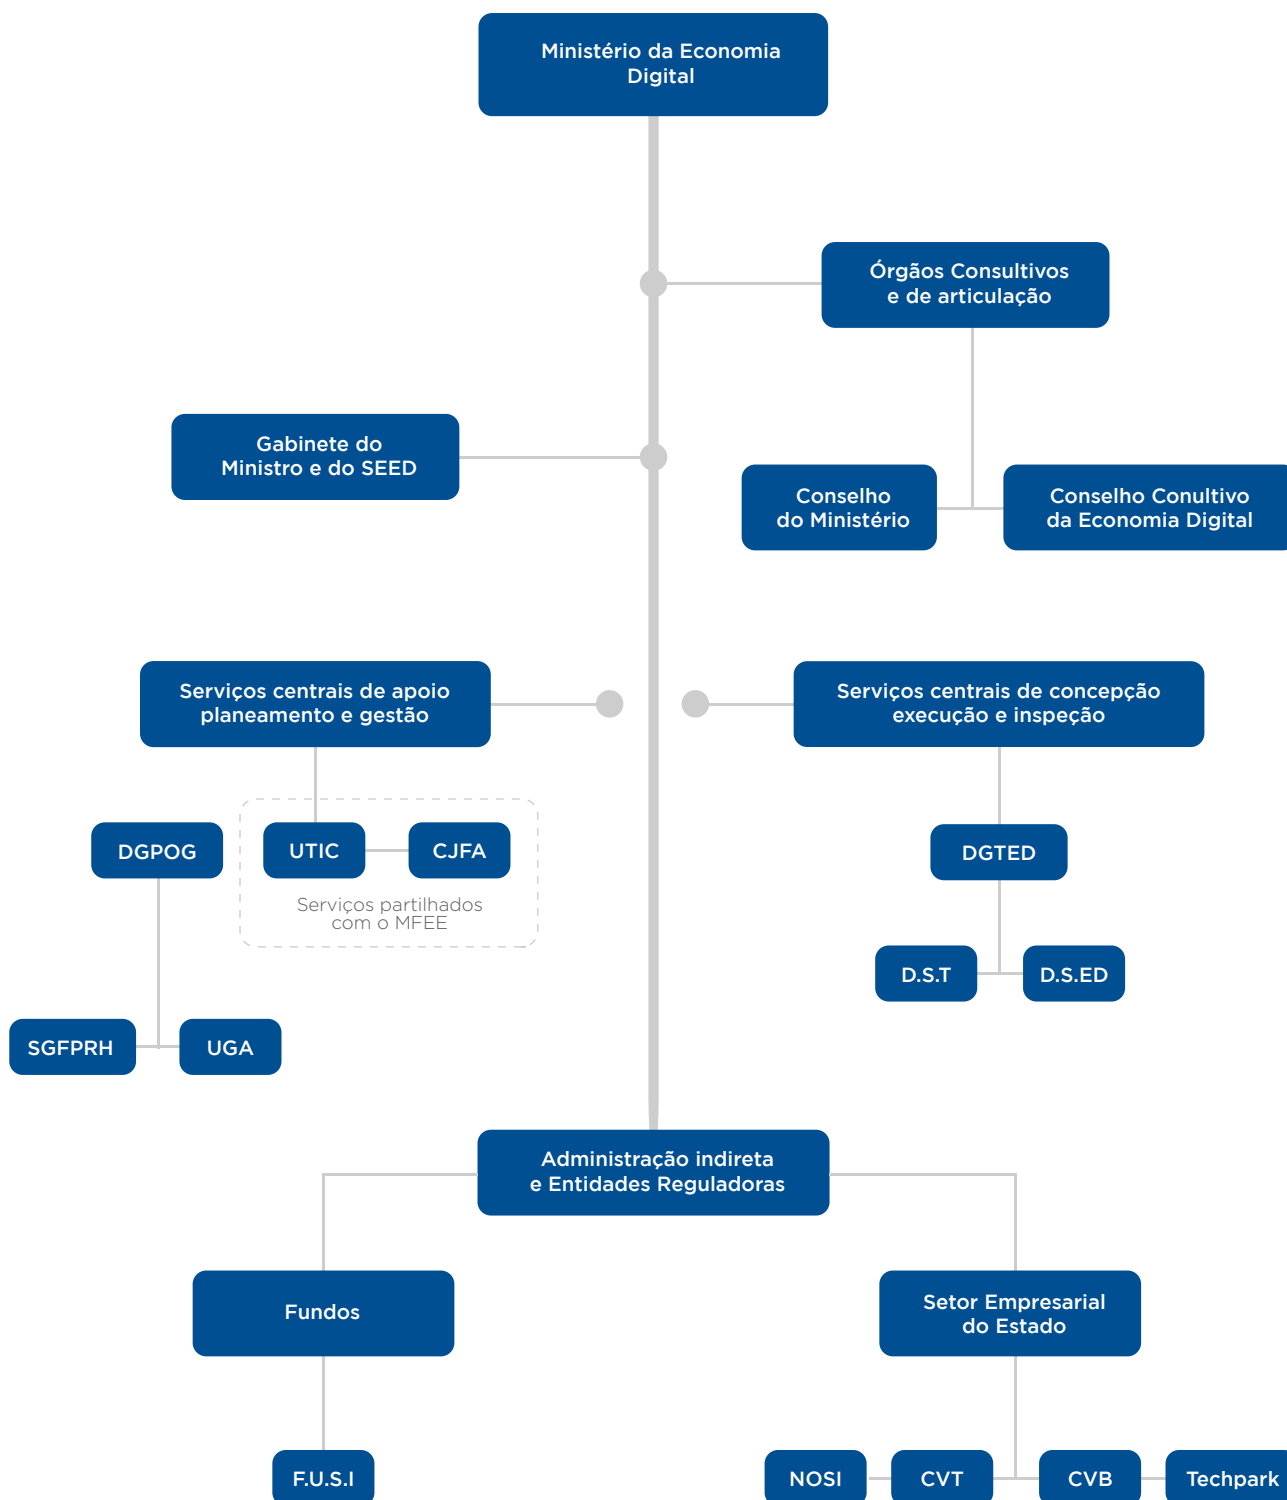 Ministério da Economia
Digital
Órgãos Consultivos
e de articulação
Gabinete do
Ministro e do SEED
Conselho
do Ministério
Conselho Conultivo
da Economia Digital
Serviços centrais de apoio
planeamento e gestão
Serviços centrais de concepção
execução e inspeção
DGPOG
UTIC
CJFA
Serviços partilhados
com o MFEE
DGTED
D.S.T
D.S.ED
SGFPRH
UGA
Administração indireta
e Entidades Reguladoras
Fundos
Setor Empresarial
do Estado
F.U.S.I
NOSI
CVT
CVB
Techpark